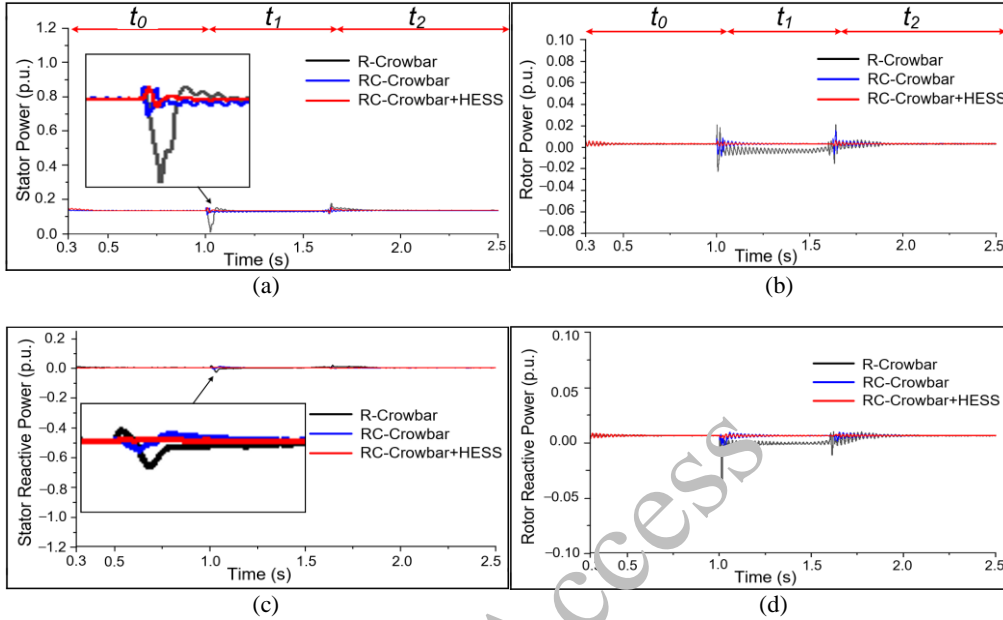 t0 t1 t2
Stator Power (p.u.)
1.2
1.0
0.8
0.6
0.4
0.2
0.0
R-Crowbar
RC-Crowbar
RC-Crowbar+HESS
0.3 1.0 1.5 2.0 2.5
Time (s)
(a)
t0 t1 t2
Rotor Power (p.u.)
0.10
0.08
0.06
0.04
0.02
0.00
−0.02
−0.04
−0.06
−0.08
R-Crowbar
RC-Crowbar
RC-Crowbar+HESS
0.3 1.0 1.5 2.0 2.5
Time (s)
(b)
Stator Reactive Power (p.u.)
0.2
0.0
−0.2
−0.4
−0.6
−0.8
−1.0
−1.2
R-Crowbar
RC-Crowbar
RC-Crowbar+HESS
0.5 1.0 1.5 2.0 2.5
Time (s)
(c)
Rotor Reactive Power (p.u.)
0.10
0.05
0.00
−0.05
−0.10
R-Crowbar
RC-Crowbar
RC-Crowbar+HESS
0.3 0.5 1.0 1.5 2.0 2.5
Time (s)
(d)
Access